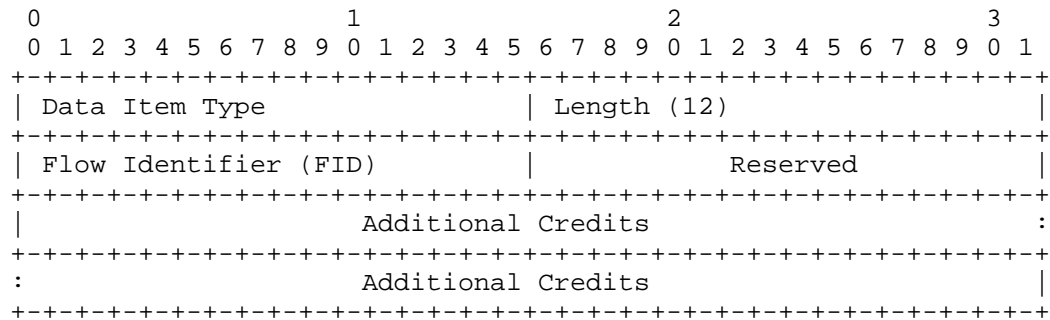 0                   1                   2                   3
 0 1 2 3 4 5 6 7 8 9 0 1 2 3 4 5 6 7 8 9 0 1 2 3 4 5 6 7 8 9 0 1
+-+-+-+-+-+-+-+-+-+-+-+-+-+-+-+-+-+-+-+-+-+-+-+-+-+-+-+-+-+-+-+-+
| Data Item Type                | Length (12)                   |
+-+-+-+-+-+-+-+-+-+-+-+-+-+-+-+-+-+-+-+-+-+-+-+-+-+-+-+-+-+-+-+-+
| Flow Identifier (FID)         |            Reserved           |
+-+-+-+-+-+-+-+-+-+-+-+-+-+-+-+-+-+-+-+-+-+-+-+-+-+-+-+-+-+-+-+-+
|                     Additional Credits                        :
+-+-+-+-+-+-+-+-+-+-+-+-+-+-+-+-+-+-+-+-+-+-+-+-+-+-+-+-+-+-+-+-+
:                     Additional Credits                        |
+-+-+-+-+-+-+-+-+-+-+-+-+-+-+-+-+-+-+-+-+-+-+-+-+-+-+-+-+-+-+-+-+